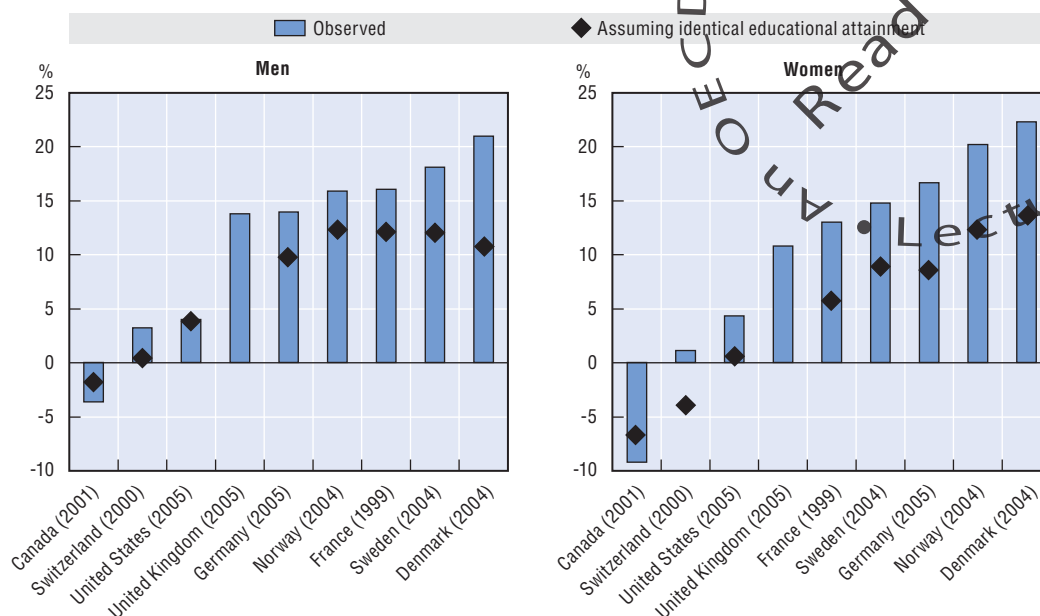 Observed
Assuming identical educational attainment
Men
%
25
20
15
10
5
0
-5
-10
Canada (2001)
Switzerland (2000)
United States (2005)
United Kingdom (2005)
Germany (2005)
Norway (2004)
France (1999)
Sweden (2004)
Denmark (2004)
Women
%
25
20
15
10
5
0
-5
-10
Canada (2001)
Switzerland (2000)
United States (2005)
United Kingdom (2005)
France (1999)
Sweden (2004)
Germany (2005)
Norway (2004)
Denmark (2004)
OECD
Read